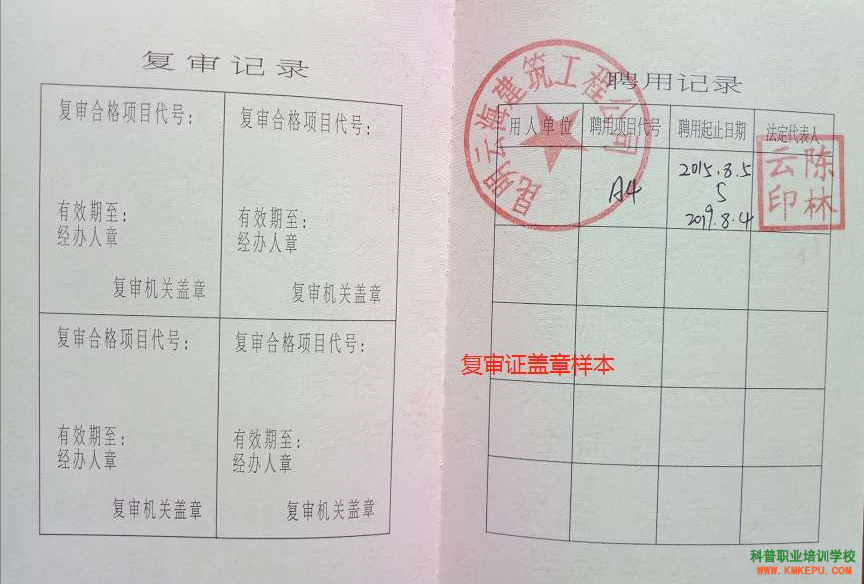 复审记录
复审合格项目代号：
有效期至：
经办人章
复审机关盖章
复审合格项目代号：
有效期至：
经办人章
复审机关盖章
复审合格项目代号：
有效期至：
经办人章
复审机关盖章
复审合格项目代号：
有效期至：
经办人章
复审机关盖章
聘用记录
昆明云海建筑工程公司
用人单位 聘用项目代号 聘用起止日期 法定代表人
A4
2015.8.5
2019.8.4
陈林云印
复审证盖章样本
科普职业培训学校
WWW.KMKEPU.COM